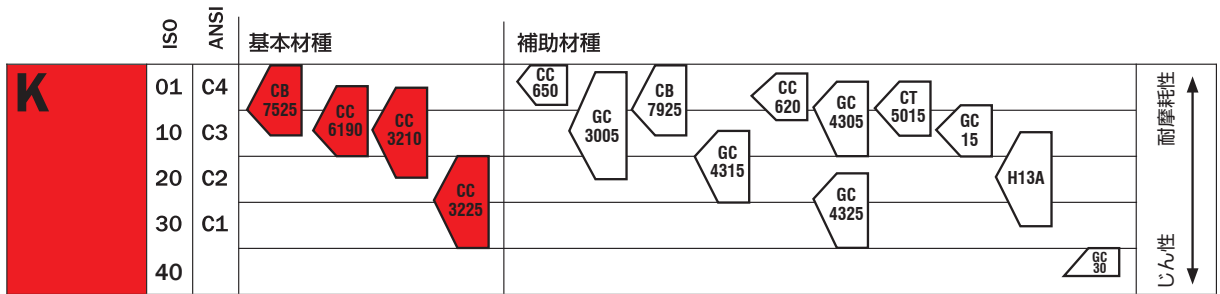 ISO
ANSI
基本材種
補助材種
K
01 C4
10 C3
20 C2
30 C1
40
CB
7525
CC
6190
CC
3210
CC
3225
CC
650
GC
3005
CB
7925
GC
4315
CC
620
GC
4305
GC
4325
CT
5015
GC
15
H13A
GC
30
耐摩耗性
じん性